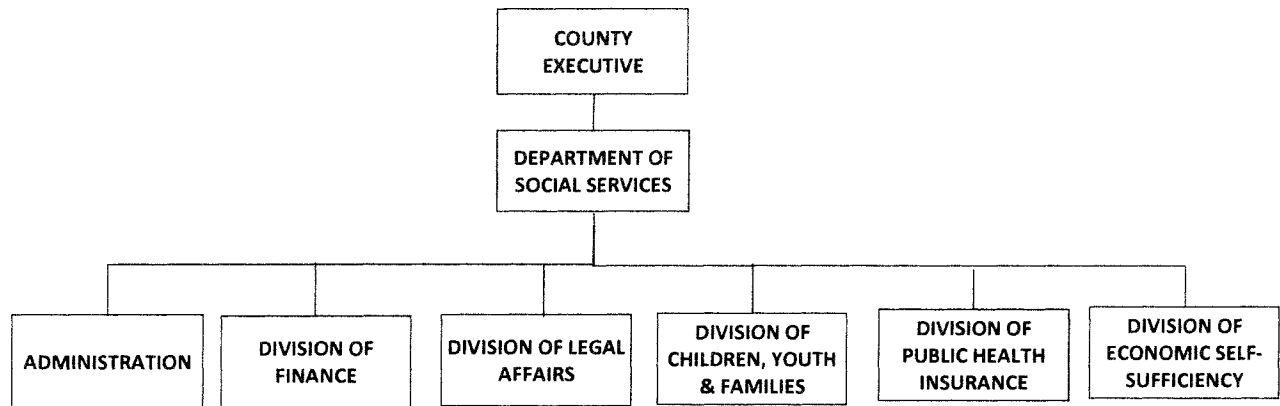 COUNTY
EXECUTIVE
DEPARTMENT OF
SOCIAL SERVICES
ADMINISTRATION
DIVISION OF
FINANCE
DIVISION OF LEGAL
AFFAIRS
DIVISION OF
CHILDREN, YOUTH
& FAMILIES
DIVISION OF
PUBLIC HEALTH
INSURANCE
DIVISION OF
ECONOMIC SELF-
SUFFICIENCY